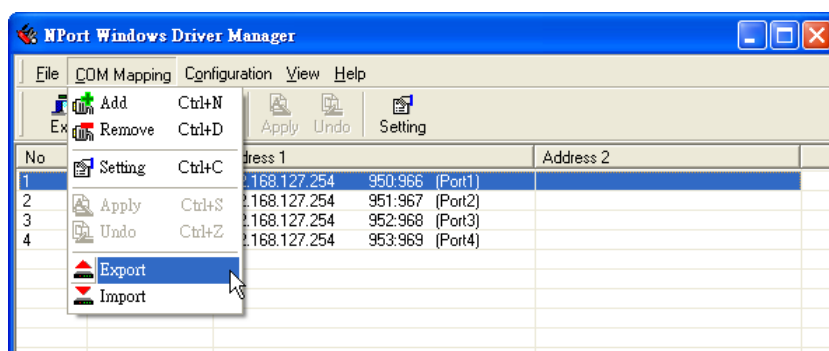 NPort Windows Driver Manager
File COM Mapping Configuration View Help
Add Ctrl+N
Remove Ctrl+D
Setting Ctrl+C
Apply Ctrl+S
Undo Ctrl+Z
Export
Import
Ex Apply Undo Setting
No dress 1 Address 2
1 2.168.127.254 950:966 (Port1)
2 2.168.127.254 951:967 (Port2)
3 2.168.127.254 952:968 (Port3)
4 2.168.127.254 953:969 (Port4)